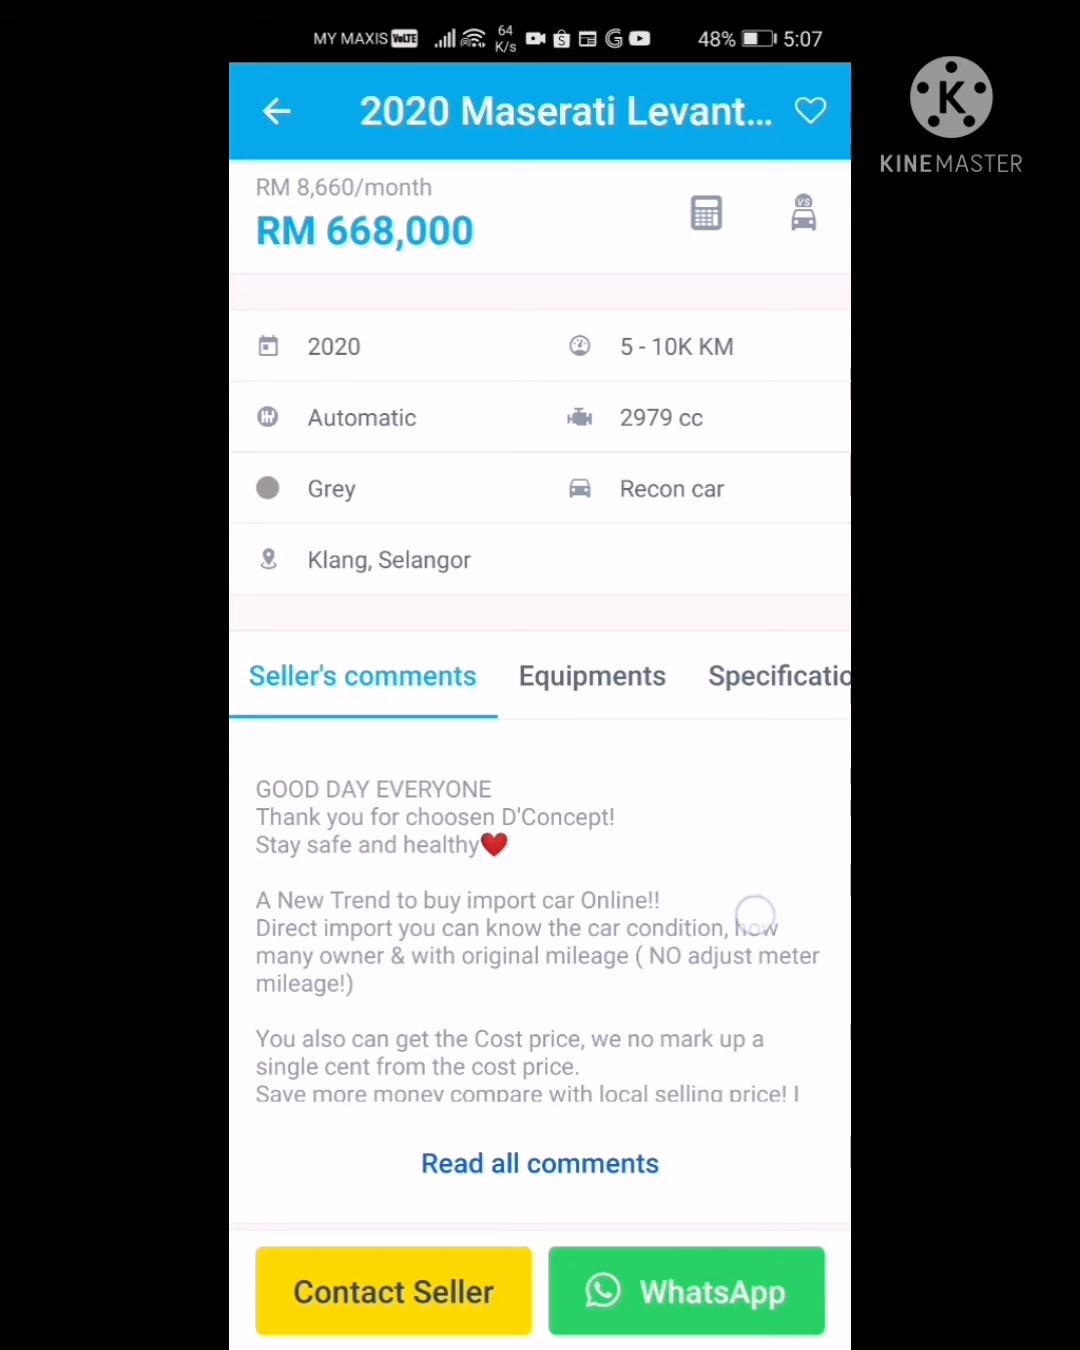 MY MAXIS VoLTE 64 K/s 48% 5:07
2020 Maserati Levant...
K
KINEMASTER
RM 8,660/month
RM 668,000
VS
2020
5 - 10K KM
Automatic
2979 cc
Grey
Recon car
Klang, Selangor
Seller's comments
Equipments
Specificatio
GOOD DAY EVERYONE
Thank you for choosen D'Concept!
Stay safe and healthy❤️
A New Trend to buy import car Online!!
Direct import you can know the car condition, how
many owner & with original mileage ( NO adjust meter
mileage!)
You also can get the Cost price, we no mark up a
single cent from the cost price.
Save more money compare with local selling price! I
Read all comments
Contact Seller
WhatsApp